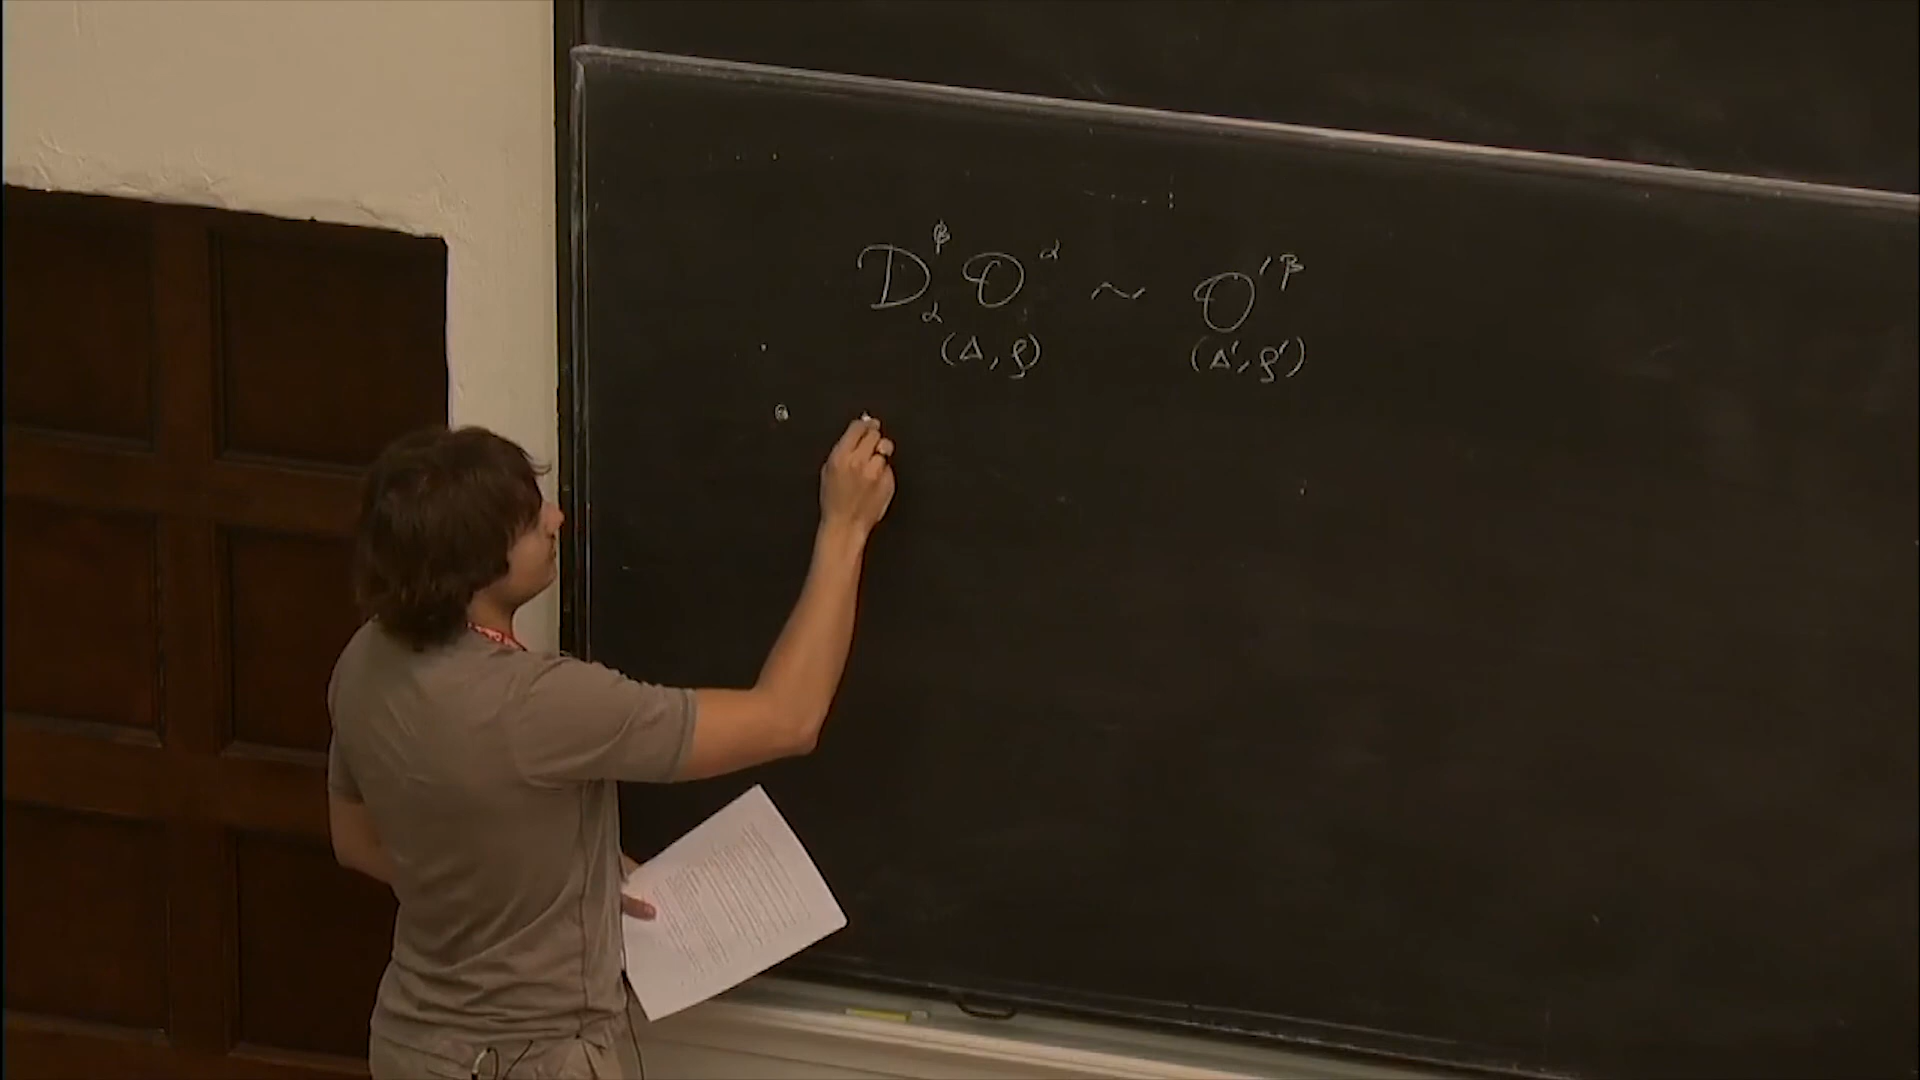 D_α^β O^α ~ O'^β
(Δ, ρ) (Δ', ρ')